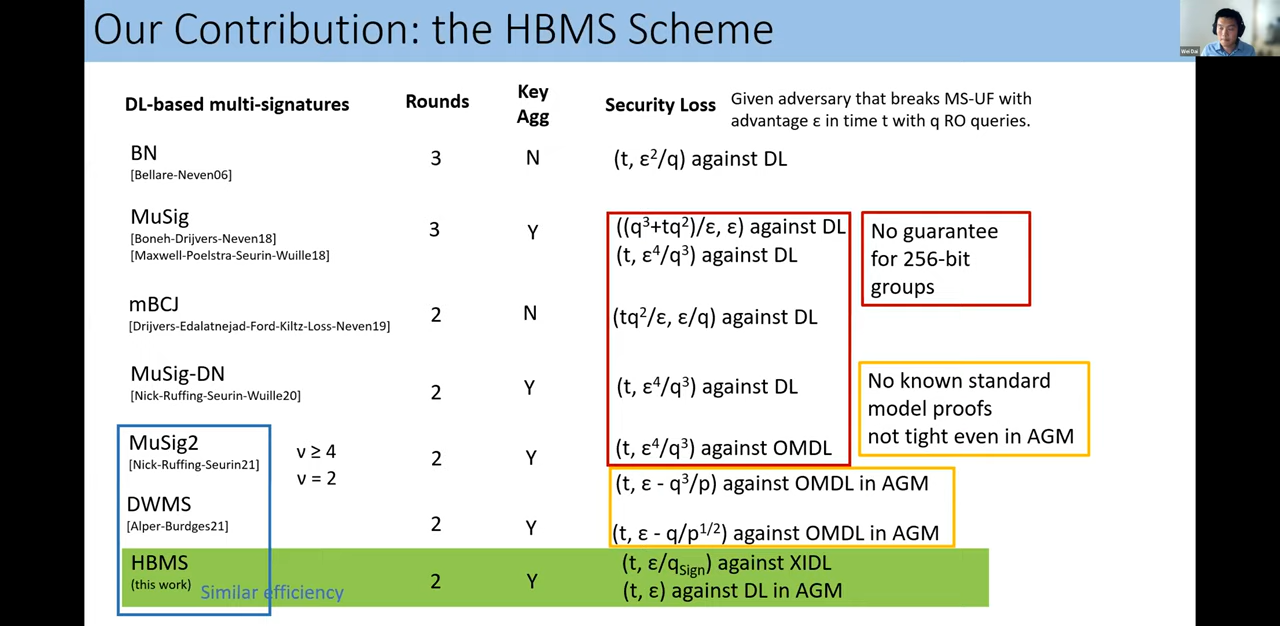 Our Contribution: the HBMS Scheme
Wei Dai
DL-based multi-signatures
Rounds
Key
Agg
Security Loss
Given adversary that breaks MS-UF with
advantage ε in time t with q RO queries.
BN
[Bellare-Neven06]
3
N
(t, ε²/q) against DL
MuSig
[Boneh-Drijvers-Neven18]
[Maxwell-Poelstra-Seurin-Wuille18]
3
Y
((q³+tq²)/ε, ε) against DL
(t, ε⁴/q³) against DL
No guarantee
for 256-bit
groups
mBCJ
[Drijvers-Edalatnejad-Ford-Kiltz-Loss-Neven19]
2
N
(tq²/ε, ε/q) against DL
MuSig-DN
[Nick-Ruffing-Seurin-Wuille20]
2
Y
(t, ε⁴/q³) against DL
No known standard
model proofs
not tight even in AGM
MuSig2
[Nick-Ruffing-Seurin21]
ν ≥ 4
ν = 2
2
Y
(t, ε⁴/q³) against OMDL
(t, ε - q³/p) against OMDL in AGM
DWMS
[Alper-Burdges21]
2
Y
(t, ε - q/p^1/2) against OMDL in AGM
HBMS
(this work)
Similar efficiency
2
Y
(t, ε/qSign) against XIDL
(t, ε) against DL in AGM